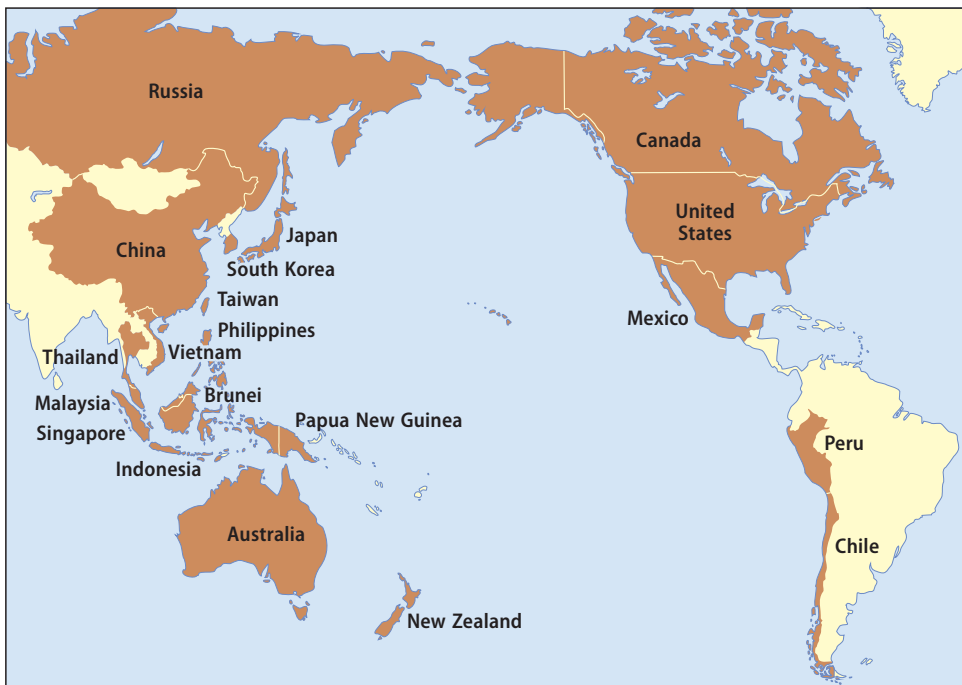 Russia
Canada
United
States
China
Japan
South Korea
Taiwan
Mexico
Philippines
Thailand
Vietnam
Malaysia
Brunei
Singapore
Papua New Guinea
Indonesia
Peru
Australia
Chile
New Zealand